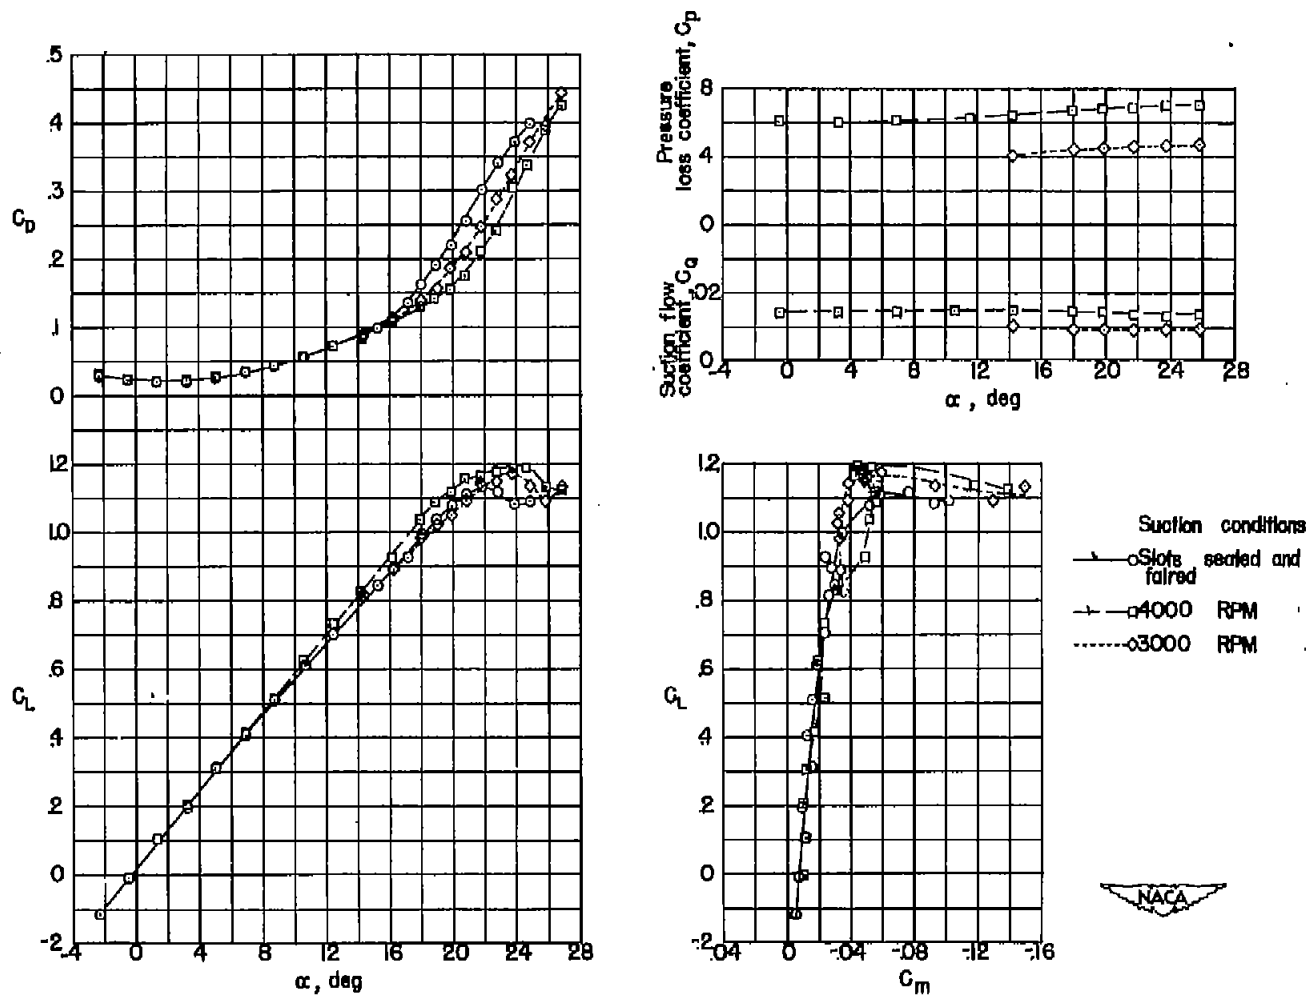 .5
.4
.3
C_D
.2
.1
0
1.2
1.0
.8
.6
C_L
.4
.2
0
-.2
-4 0 4 8 12 16 20 24 28
α, deg
Pressure
loss coefficient, C_p
8
4
0
Suction flow
coefficient, C_Q
.02
0
-4 0 4 8 12 16 20 24 28
α, deg
1.2
1.0
.8
.6
C_L
.4
.2
0
-.2
.04 0 -.04 -.08 -.12 -.16
C_m
Suction conditions
Slots sealed and
faired
4000 RPM
3000 RPM
NACA